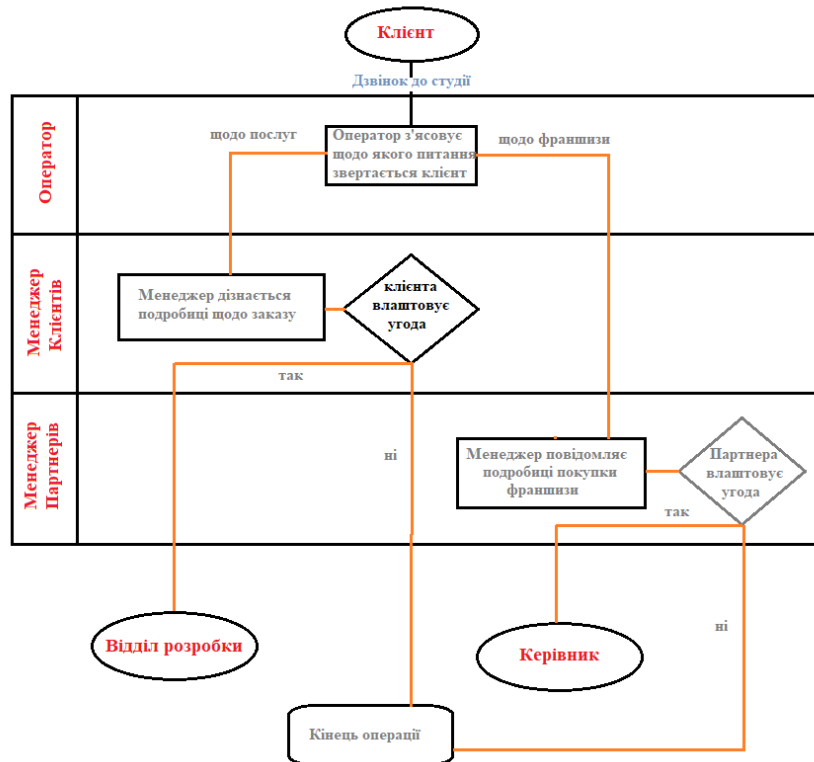 Клієнт
Дзвінок до студії
Оператор
щодо послуг
Оператор з'ясовує
щодо якого питання
звертається клієнт
щодо франшизи
Менеджер
Клієнтів
Менеджер дізнається
подробиці щодо заказу
клієнта
влаштовує
угода
так
ні
Менеджер
Партнерів
Менеджер повідомляє
подробиці покупки
франшизи
Партнера
влаштовує
угода
так
ні
Відділ розробки
Керівник
Кінець операції